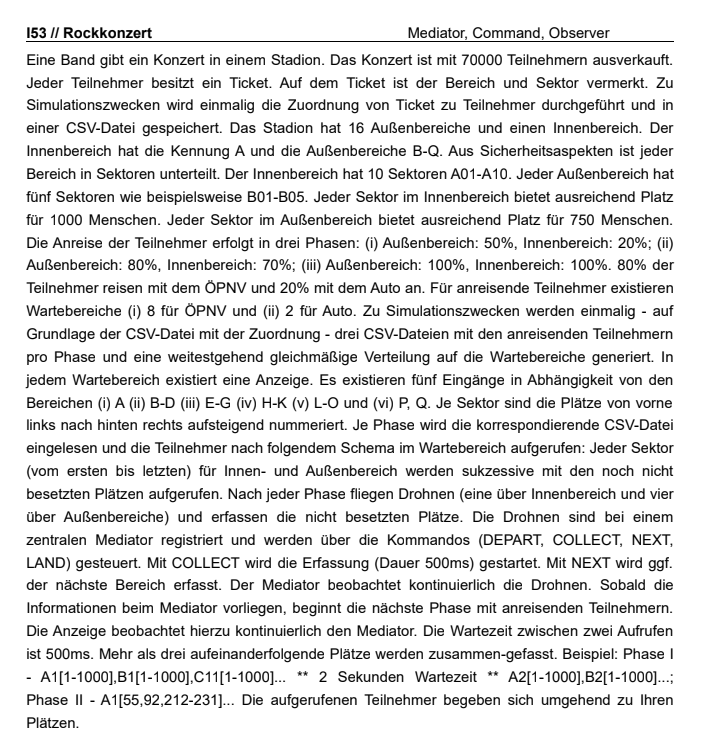 I53 // Rockkonzert Mediator, Command, Observer
Eine Band gibt ein Konzert in einem Stadion. Das Konzert ist mit 70000 Teilnehmern ausverkauft.
Jeder Teilnehmer besitzt ein Ticket. Auf dem Ticket ist der Bereich und Sektor vermerkt. Zu
Simulationszwecken wird einmalig die Zuordnung von Ticket zu Teilnehmer durchgeführt und in
einer CSV-Datei gespeichert. Das Stadion hat 16 Außenbereiche und einen Innenbereich. Der
Innenbereich hat die Kennung A und die Außenbereiche B-Q. Aus Sicherheitsaspekten ist jeder
Bereich in Sektoren unterteilt. Der Innenbereich hat 10 Sektoren A01-A10. Jeder Außenbereich hat
fünf Sektoren wie beispielsweise B01-B05. Jeder Sektor im Innenbereich bietet ausreichend Platz
für 1000 Menschen. Jeder Sektor im Außenbereich bietet ausreichend Platz für 750 Menschen.
Die Anreise der Teilnehmer erfolgt in drei Phasen: (i) Außenbereich: 50%, Innenbereich: 20%; (ii)
Außenbereich: 80%, Innenbereich: 70%; (iii) Außenbereich: 100%, Innenbereich: 100%. 80% der
Teilnehmer reisen mit dem ÖPNV und 20% mit dem Auto an. Für anreisende Teilnehmer existieren
Wartebereiche (i) 8 für ÖPNV und (ii) 2 für Auto. Zu Simulationszwecken werden einmalig - auf
Grundlage der CSV-Datei mit der Zuordnung - drei CSV-Dateien mit den anreisenden Teilnehmern
pro Phase und eine weitestgehend gleichmäßige Verteilung auf die Wartebereiche generiert. In
jedem Wartebereich existiert eine Anzeige. Es existieren fünf Eingänge in Abhängigkeit von den
Bereichen (i) A (ii) B-D (iii) E-G (iv) H-K (v) L-O und (vi) P, Q. Je Sektor sind die Plätze von vorne
links nach hinten rechts aufsteigend nummeriert. Je Phase wird die korrespondierende CSV-Datei
eingelesen und die Teilnehmer nach folgendem Schema im Wartebereich aufgerufen: Jeder Sektor
(vom ersten bis letzten) für Innen- und Außenbereich werden sukzessive mit den noch nicht
besetzten Plätzen aufgerufen. Nach jeder Phase fliegen Drohnen (eine über Innenbereich und vier
über Außenbereiche) und erfassen die nicht besetzten Plätze. Die Drohnen sind bei einem
zentralen Mediator registriert und werden über die Kommandos (DEPART, COLLECT, NEXT,
LAND) gesteuert. Mit COLLECT wird die Erfassung (Dauer 500ms) gestartet. Mit NEXT wird ggf.
der nächste Bereich erfasst. Der Mediator beobachtet kontinuierlich die Drohnen. Sobald die
Informationen beim Mediator vorliegen, beginnt die nächste Phase mit anreisenden Teilnehmern.
Die Anzeige beobachtet hierzu kontinuierlich den Mediator. Die Wartezeit zwischen zwei Aufrufen
ist 500ms. Mehr als drei aufeinanderfolgende Plätze werden zusammen-gefasst. Beispiel: Phase I
- A1[1-1000],B1[1-1000],C11[1-1000]... ** 2 Sekunden Wartezeit ** A2[1-1000],B2[1-1000]...;
Phase II - A1[55,92,212-231]... Die aufgerufenen Teilnehmer begeben sich umgehend zu Ihren
Plätzen.